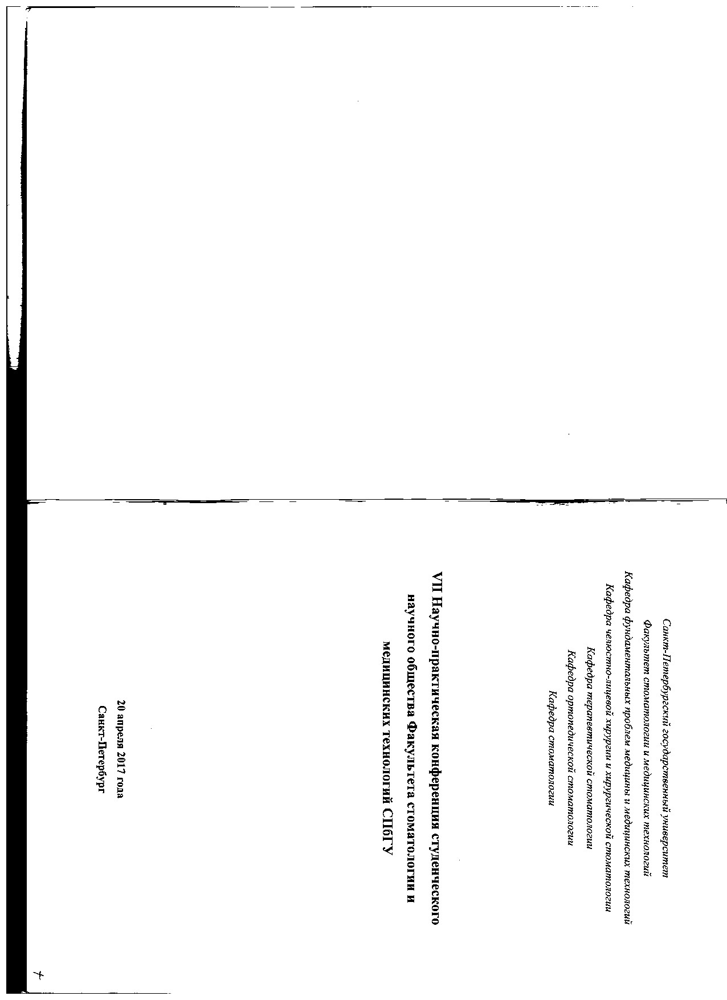 Санкт-Петербургский государственный университет
Факультет стоматологии и медицинских технологий
Кафедра фундаментальных проблем медицины и медицинских технологий
Кафедра челюстно-лицевой хирургии и хирургической стоматологии
Кафедра терапевтической стоматологии
Кафедра ортопедической стоматологии
Кафедра стоматологии
VII Научно-практическая конференция студенческого
научного общества Факультета стоматологии и
медицинских технологий СПбГУ
20 апреля 2017 года
Санкт-Петербург